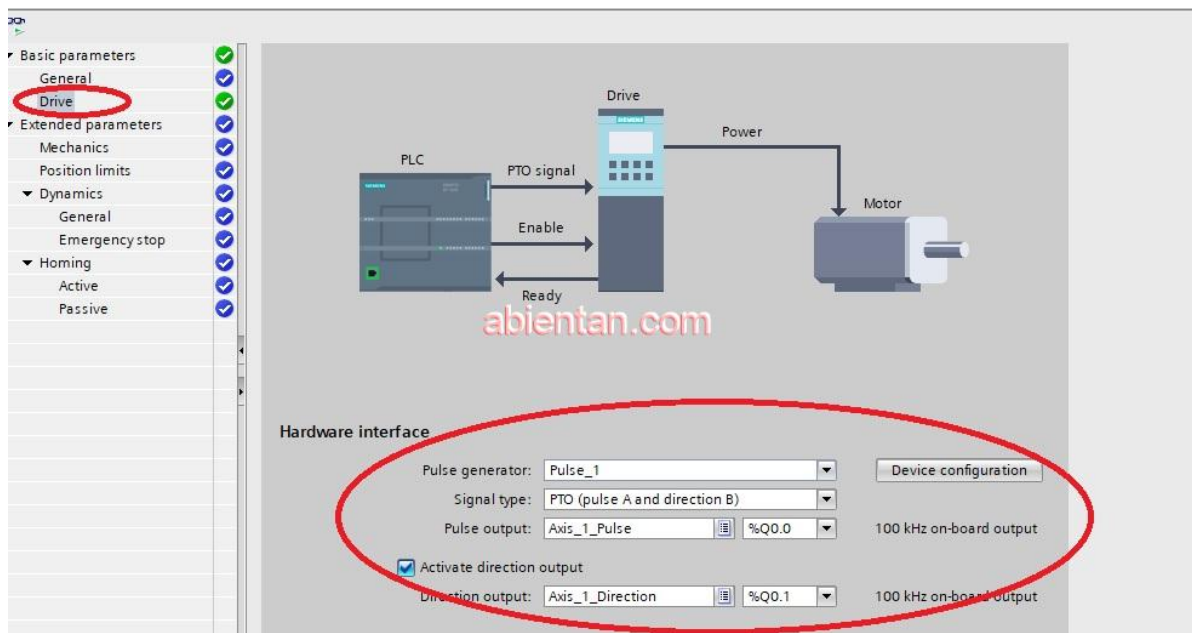 Basic parameters
General
Drive
Extended parameters
Mechanics
Position limits
Dynamics
General
Emergency stop
Homing
Active
Passive
Drive
Power
PLC
PTO signal
SIEMENS
Motor
Enable
Ready
abientan.com
Hardware interface
Pulse generator: Pulse_1 Device configuration
Signal type: PTO (pulse A and direction B)
Pulse output: Axis_1_Pulse %Q0.0 100 kHz on-board output
Activate direction output
Direction output: Axis_1_Direction %Q0.1 100 kHz on-board output